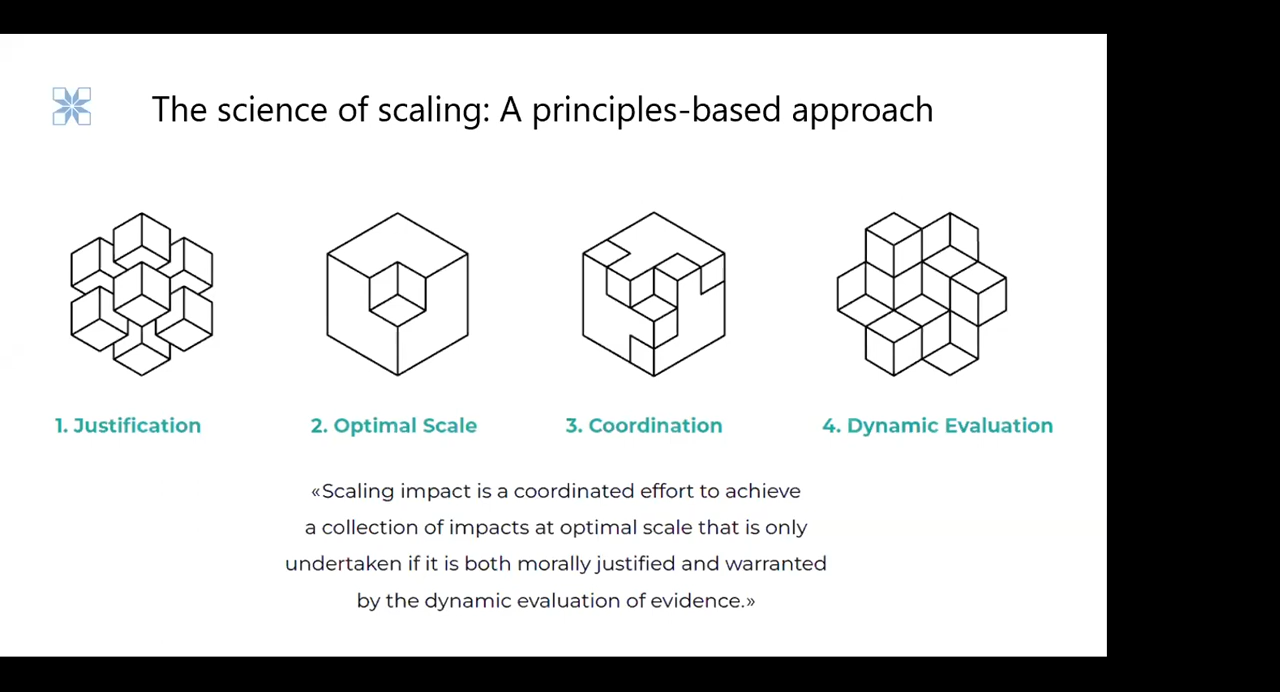 The science of scaling: A principles-based approach
1. Justification
2. Optimal Scale
3. Coordination
4. Dynamic Evaluation
«Scaling impact is a coordinated effort to achieve
a collection of impacts at optimal scale that is only
undertaken if it is both morally justified and warranted
by the dynamic evaluation of evidence.»